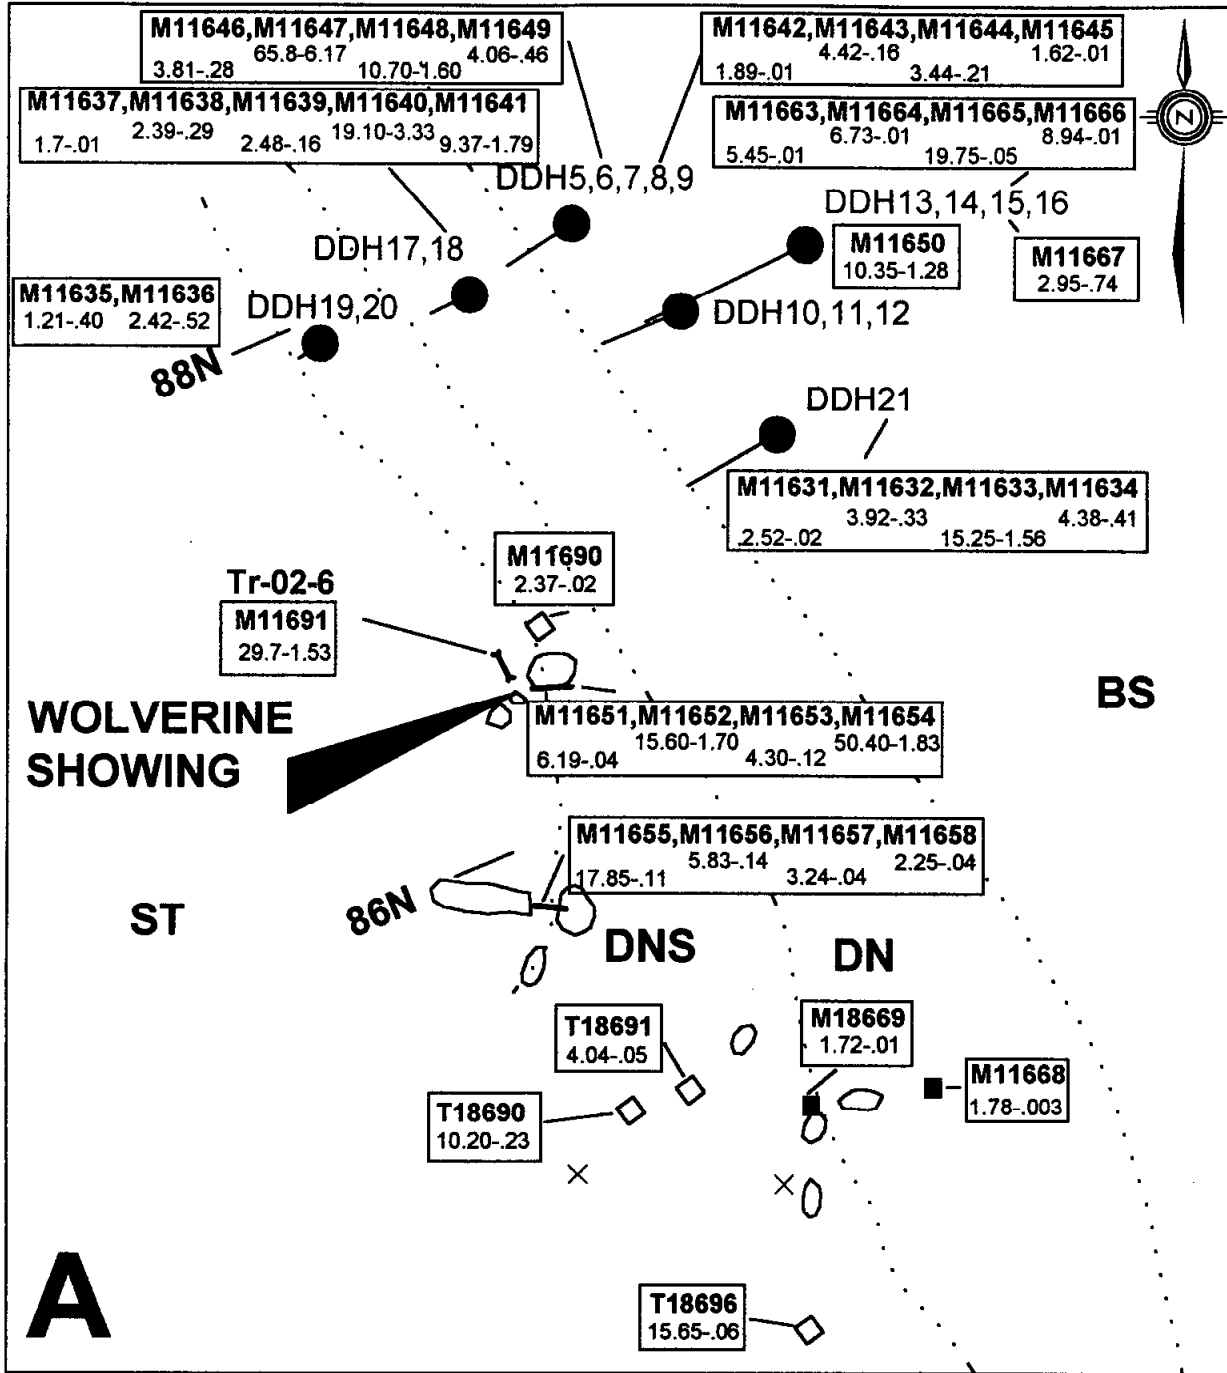 M11646,M11647,M11648,M11649
65.8-6.17 4.06-.46
3.81-.28 10.70-1.60
M11642,M11643,M11644,M11645
4.42-.16 1.62-.01
1.89-.01 3.44-.21
M11637,M11638,M11639,M11640,M11641
2.39-.29 19.10-3.33
1.7-.01 2.48-.16 9.37-1.79
M11663,M11664,M11665,M11666
6.73-.01 8.94-.01
5.45-.01 19.75-.05
N
DDH5,6,7,8,9
DDH13,14,15,16
DDH17,18
M11650
10.35-1.28
M11667
2.95-.74
M11635,M11636
1.21-.40 2.42-.52
DDH19,20
DDH10,11,12
88N
DDH21
M11631,M11632,M11633,M11634
3.92-.33 4.38-.41
2.52-.02 15.25-1.56
M11690
2.37-.02
Tr-02-6
M11691
29.7-1.53
BS
WOLVERINE
SHOWING
M11651,M11652,M11653,M11654
15.60-1.70 50.40-1.83
6.19-.04 4.30-.12
M11655,M11656,M11657,M11658
5.83-.14 2.25-.04
17.85-.11 3.24-.04
86N
ST
DNS
DN
T18691
4.04-.05
M18669
1.72-.01
M11668
1.78-.003
T18690
10.20-.23
A
T18696
15.65-.06